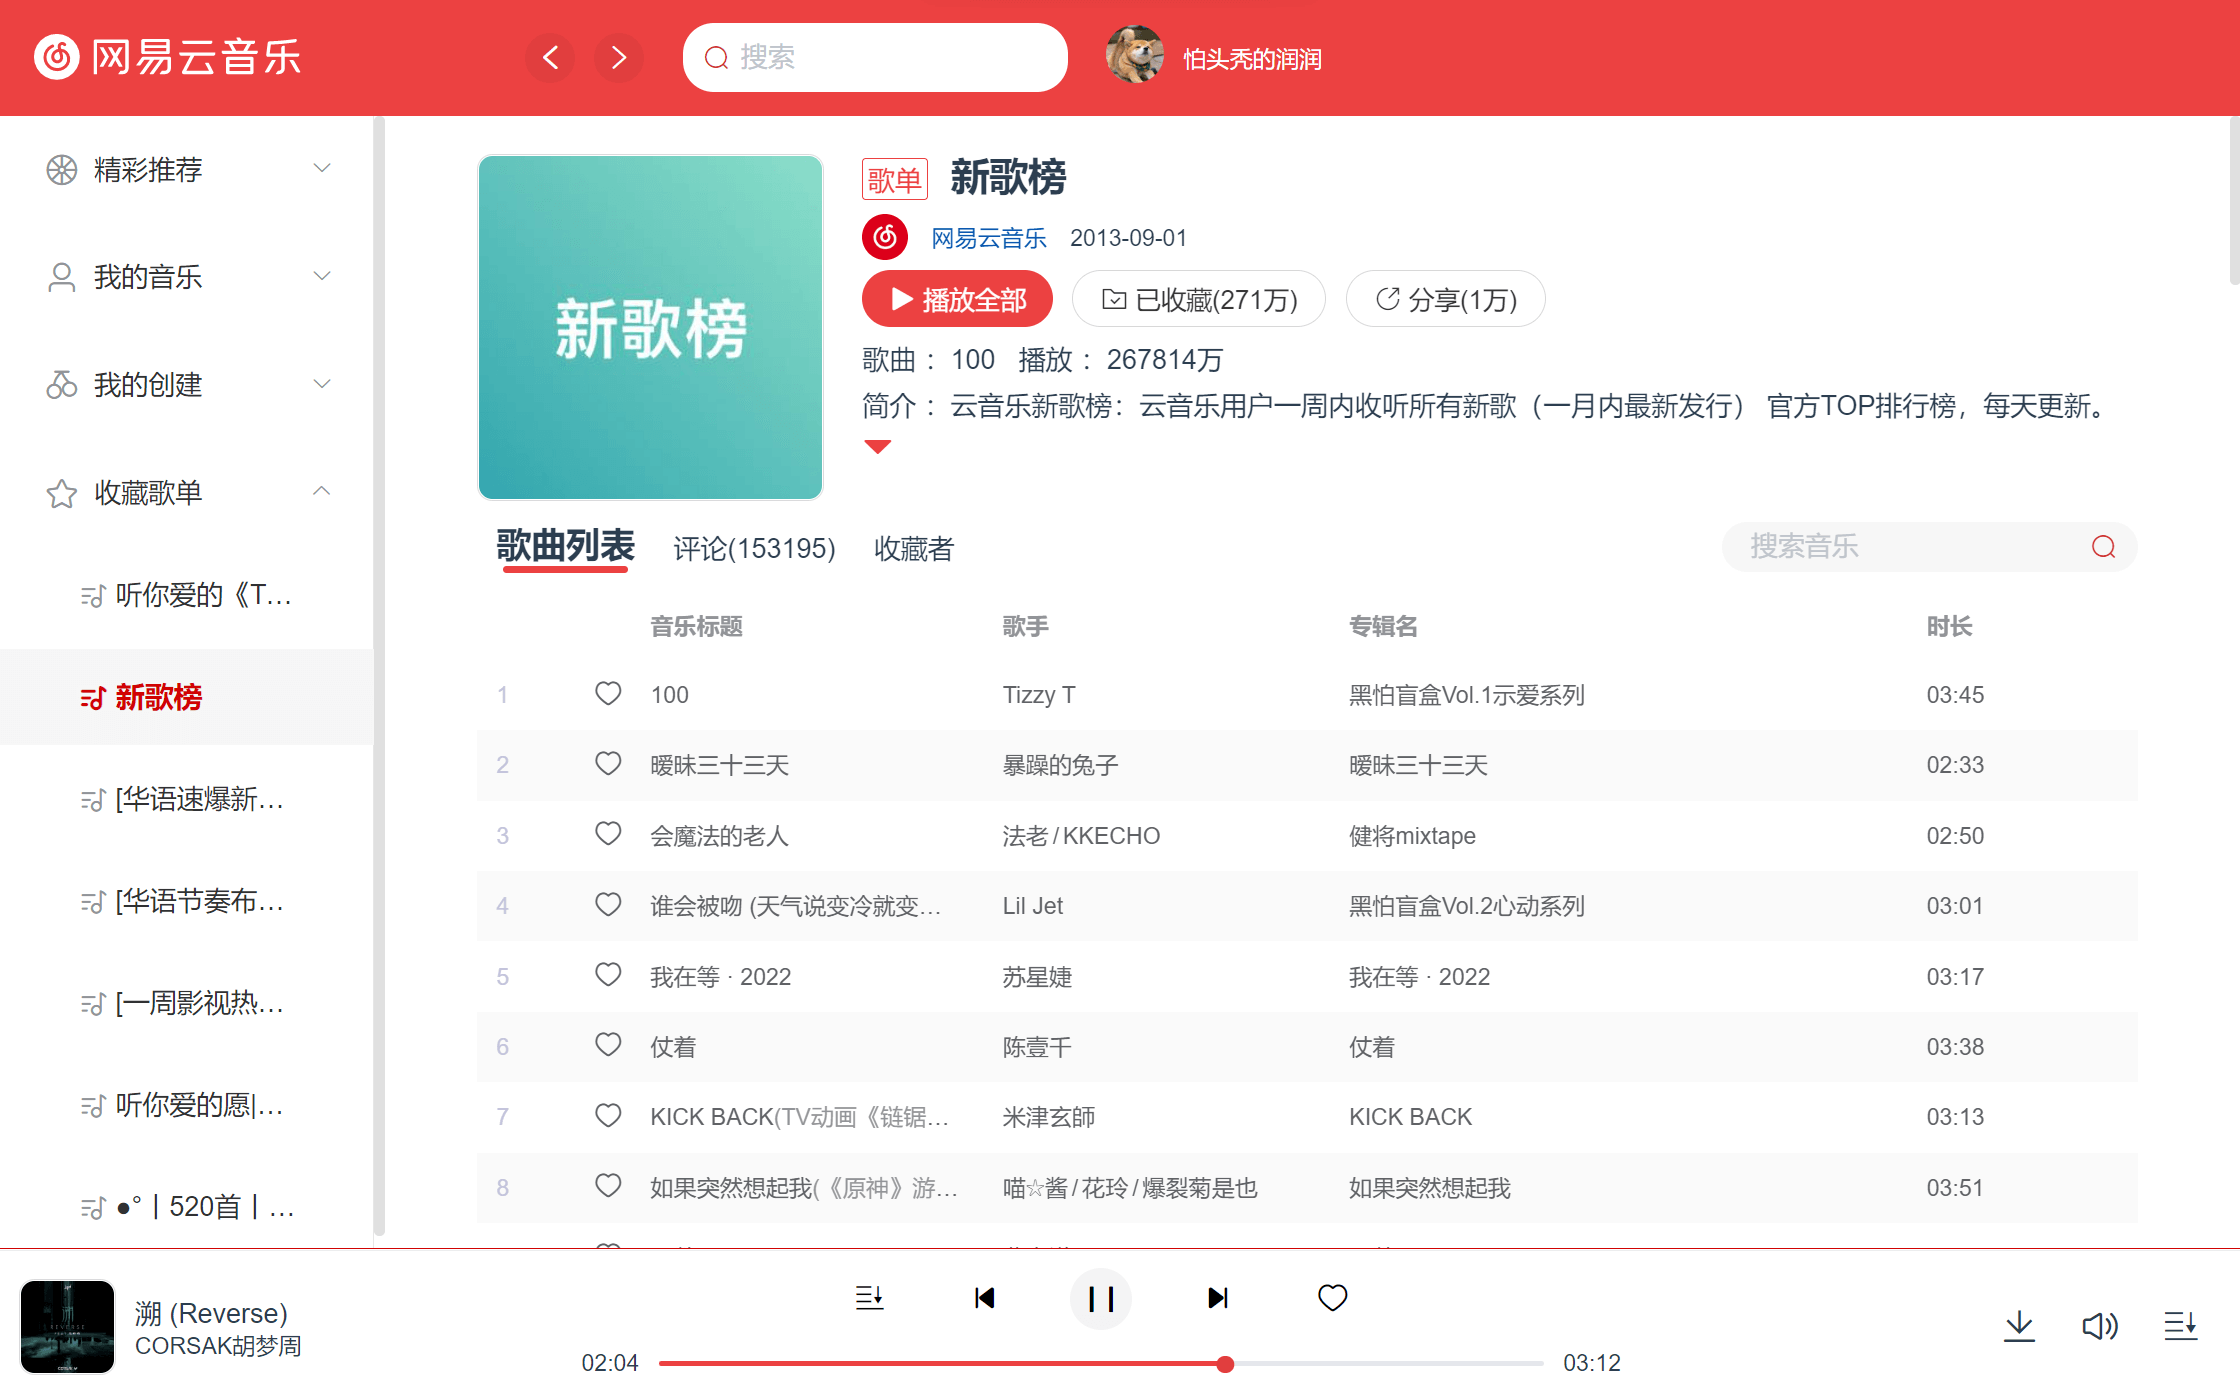 网易云音乐
搜索
怕头秃的润润
精彩推荐
我的音乐
我的创建
收藏歌单
听你爱的《T...
新歌榜
[华语速爆新...
[华语节奏布...
[一周影视热...
听你爱的愿|...
●°丨520首丨...
新歌榜
歌单 新歌榜
网易云音乐 2013-09-01
播放全部 已收藏(271万) 分享(1万)
歌曲： 100 播放： 267814万
简介： 云音乐新歌榜：云音乐用户一周内收听所有新歌（一月内最新发行） 官方TOP排行榜，每天更新。
歌曲列表 评论(153195) 收藏者 搜索音乐
音乐标题 歌手 专辑名 时长
1 100 Tizzy T 黑怕盲盒Vol.1示爱系列 03:45
2 暧昧三十三天 暴躁的兔子 暧昧三十三天 02:33
3 会魔法的老人 法老/KKECHO 健将mixtape 02:50
4 谁会被吻 (天气说变冷就变... Lil Jet 黑怕盲盒Vol.2心动系列 03:01
5 我在等 · 2022 苏星婕 我在等 · 2022 03:17
6 仗着 陈壹千 仗着 03:38
7 KICK BACK(TV动画《链锯... 米津玄師 KICK BACK 03:13
8 如果突然想起我(《原神》游... 喵☆酱/花玲/爆裂菊是也 如果突然想起我 03:51
REVERSE
溯 (Reverse)
CORSAK胡梦周
02:04 03:12